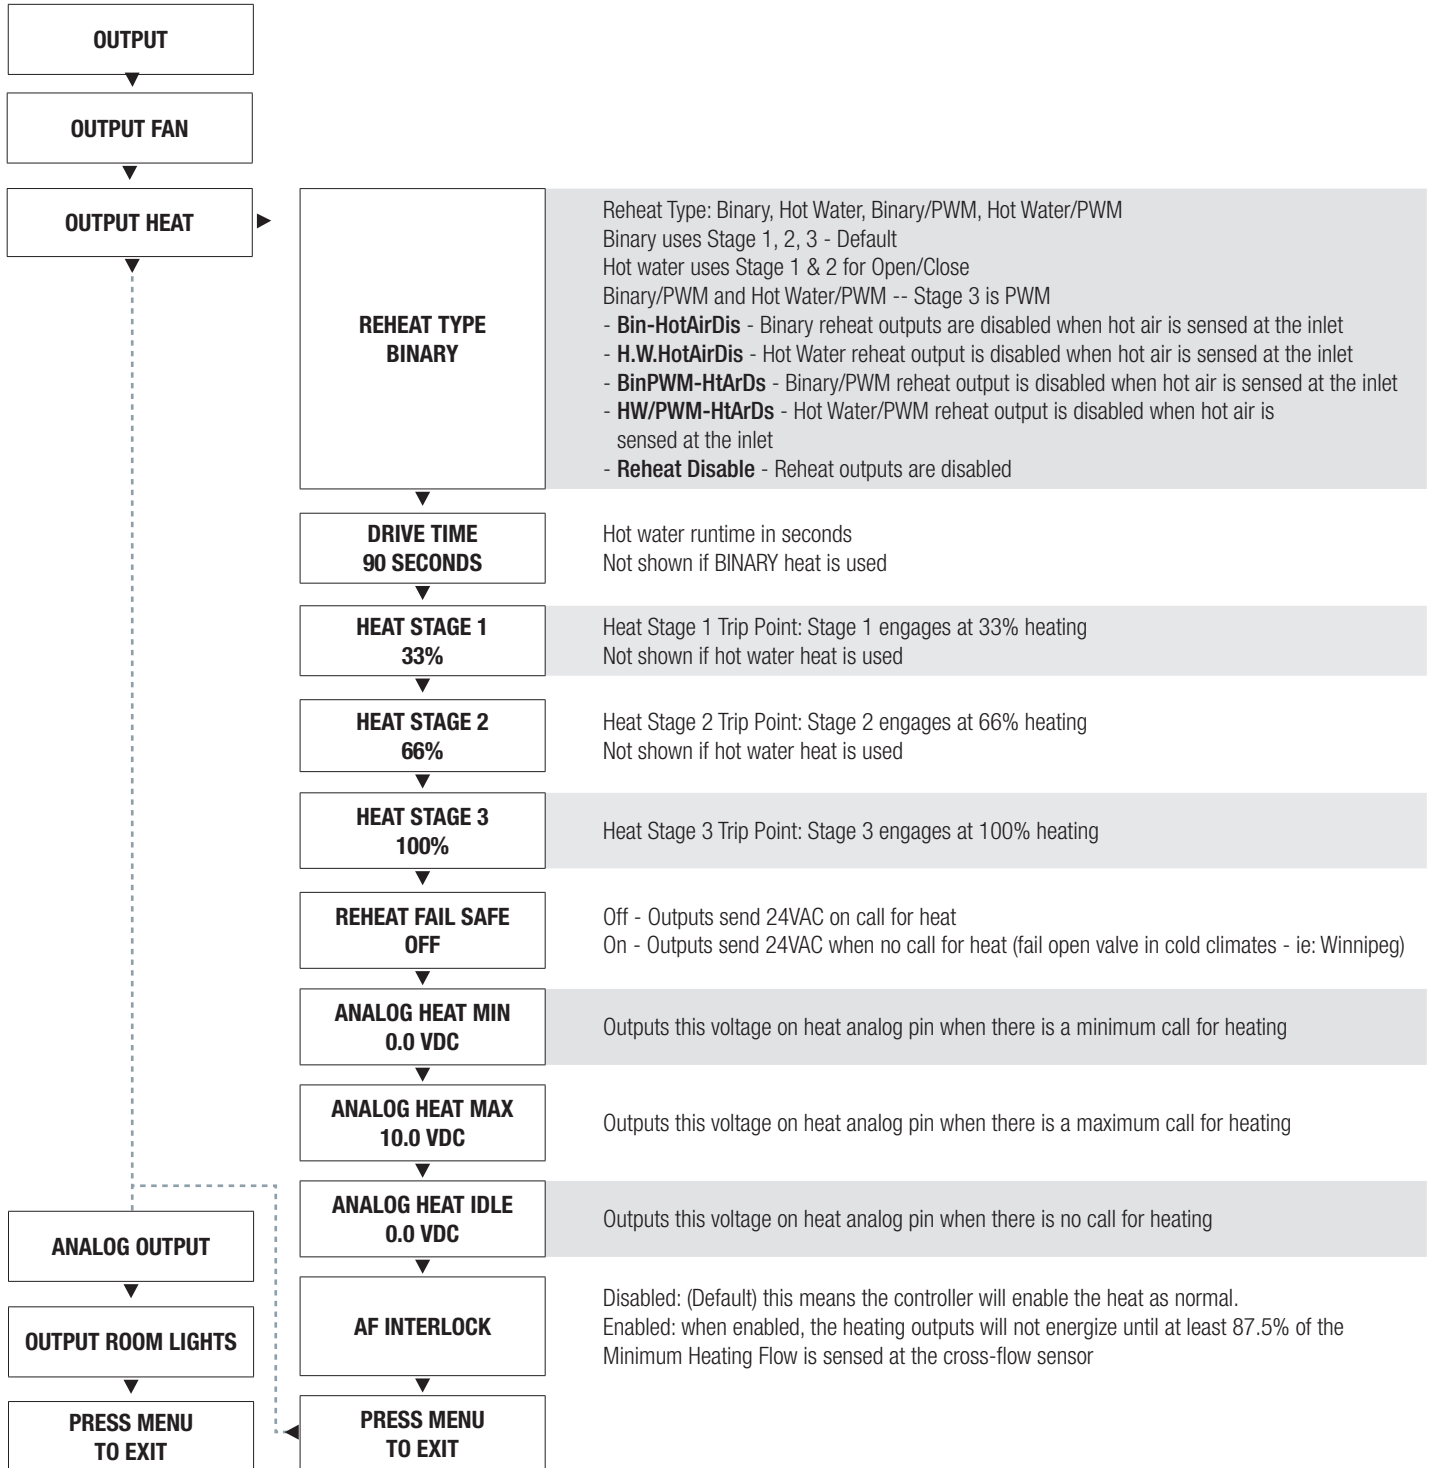 OUTPUT
OUTPUT FAN
OUTPUT HEAT
REHEAT TYPE
BINARY
Reheat Type: Binary, Hot Water, Binary/PWM, Hot Water/PWM
Binary uses Stage 1, 2, 3 - Default
Hot water uses Stage 1 & 2 for Open/Close
Binary/PWM and Hot Water/PWM -- Stage 3 is PWM
- Bin-HotAirDis - Binary reheat outputs are disabled when hot air is sensed at the inlet
- H.W.HotAirDis - Hot Water reheat output is disabled when hot air is sensed at the inlet
- BinPWM-HtArDs - Binary/PWM reheat output is disabled when hot air is sensed at the inlet
- HW/PWM-HtArDs - Hot Water/PWM reheat output is disabled when hot air is
sensed at the inlet
- Reheat Disable - Reheat outputs are disabled
DRIVE TIME
90 SECONDS
Hot water runtime in seconds
Not shown if BINARY heat is used
HEAT STAGE 1
33%
Heat Stage 1 Trip Point: Stage 1 engages at 33% heating
Not shown if hot water heat is used
HEAT STAGE 2
66%
Heat Stage 2 Trip Point: Stage 2 engages at 66% heating
Not shown if hot water heat is used
HEAT STAGE 3
100%
Heat Stage 3 Trip Point: Stage 3 engages at 100% heating
REHEAT FAIL SAFE
OFF
Off - Outputs send 24VAC on call for heat
On - Outputs send 24VAC when no call for heat (fail open valve in cold climates - ie: Winnipeg)
ANALOG HEAT MIN
0.0 VDC
Outputs this voltage on heat analog pin when there is a minimum call for heating
ANALOG HEAT MAX
10.0 VDC
Outputs this voltage on heat analog pin when there is a maximum call for heating
ANALOG HEAT IDLE
0.0 VDC
Outputs this voltage on heat analog pin when there is no call for heating
AF INTERLOCK
Disabled: (Default) this means the controller will enable the heat as normal.
Enabled: when enabled, the heating outputs will not energize until at least 87.5% of the
Minimum Heating Flow is sensed at the cross-flow sensor
PRESS MENU
TO EXIT
ANALOG OUTPUT
OUTPUT ROOM LIGHTS
PRESS MENU
TO EXIT